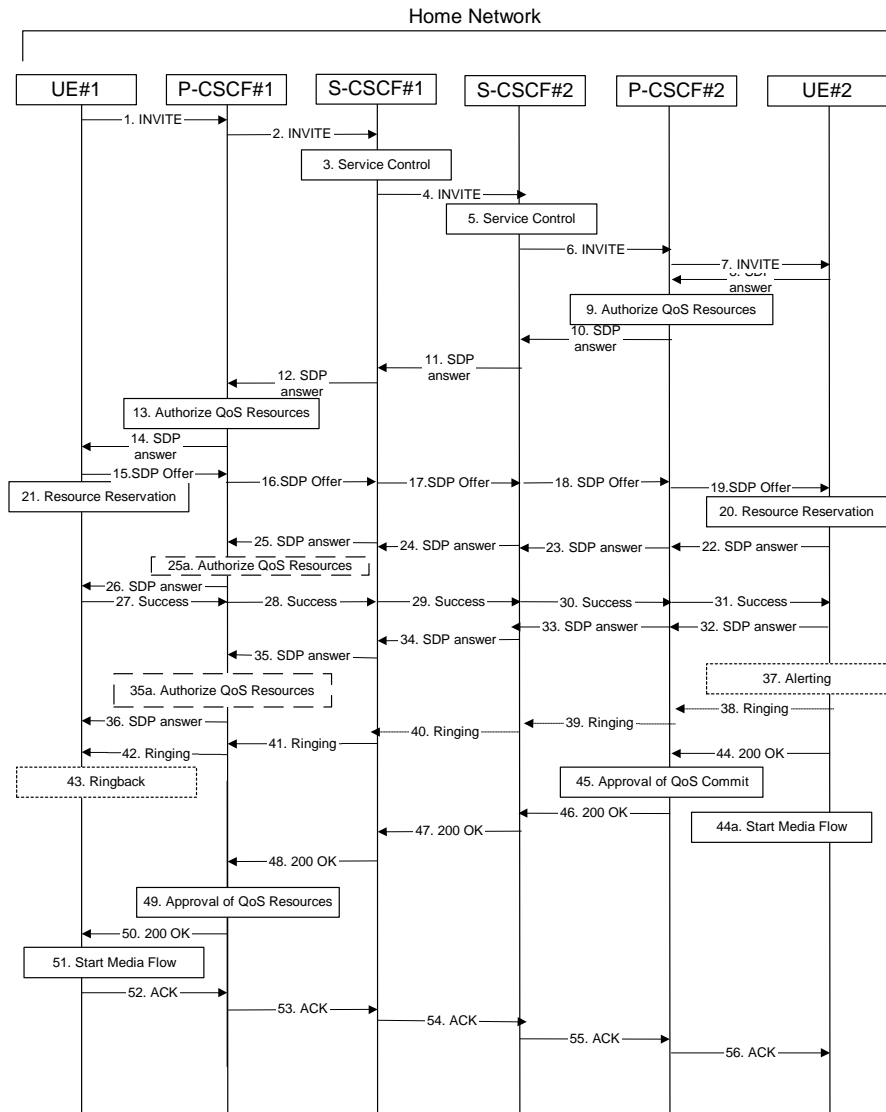 Home Network
UE#1
P-CSCF#1
S-CSCF#1
S-CSCF#2
P-CSCF#2
UE#2
1. INVITE
2. INVITE
3. Service Control
4. INVITE
5. Service Control
6. INVITE
7. INVITE
SDP
answer
9. Authorize QoS Resources
10. SDP
answer
11. SDP
answer
12. SDP
answer
13. Authorize QoS Resources
14. SDP
answer
15.SDP Offer
16.SDP Offer
17.SDP Offer
18. SDP Offer
19.SDP Offer
21. Resource Reservation
20. Resource Reservation
25. SDP answer
24. SDP answer
23. SDP answer
22. SDP answer
25a. Authorize QoS Resources
26. SDP answer
27. Success
28. Success
29. Success
30. Success
31. Success
33. SDP answer
32. SDP answer
34. SDP answer
35. SDP answer
37. Alerting
35a. Authorize QoS Resources
38. Ringing
36. SDP answer
39. Ringing
40. Ringing
41. Ringing
42. Ringing
44. 200 OK
43. Ringback
45. Approval of QoS Commit
46. 200 OK
44a. Start Media Flow
47. 200 OK
48. 200 OK
49. Approval of QoS Resources
50. 200 OK
51. Start Media Flow
52. ACK
53. ACK
54. ACK
55. ACK
56. ACK